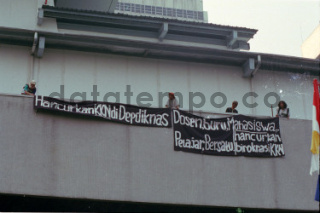 Hancurkan KKN di Depdiknas
Dosen, Guru, Mahasiswa
Pelajar, Bersatu hancurkan
birokrasi KKN
datatempo.co